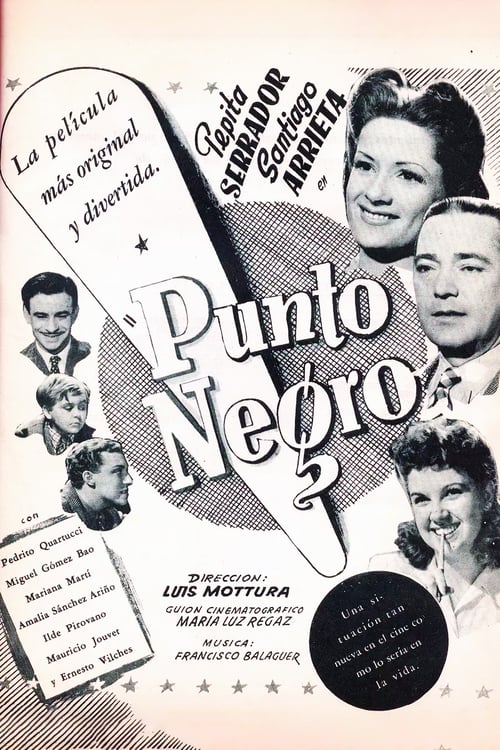 La película
más original
y divertida.
Pepita
SERRADOR
Santiago
ARRIETA
en
"Punto
Negro"
con
Pedrito Quartucci
Miguel Gómez Bao
Mariana Martí
Amalia Sánchez Ariño
Ilde Pirovano
Mauricio Jouvet
y Ernesto Wilches
DIRECCION:
LUIS MOTTURA
GUION CINEMATOGRAFICO
MARIA LUZ REGAZ
MUSICA:
FRANCISCO BALAGUER
Una si-
tuación tan
nueva en el cine co-
mo lo sería en
la vida.